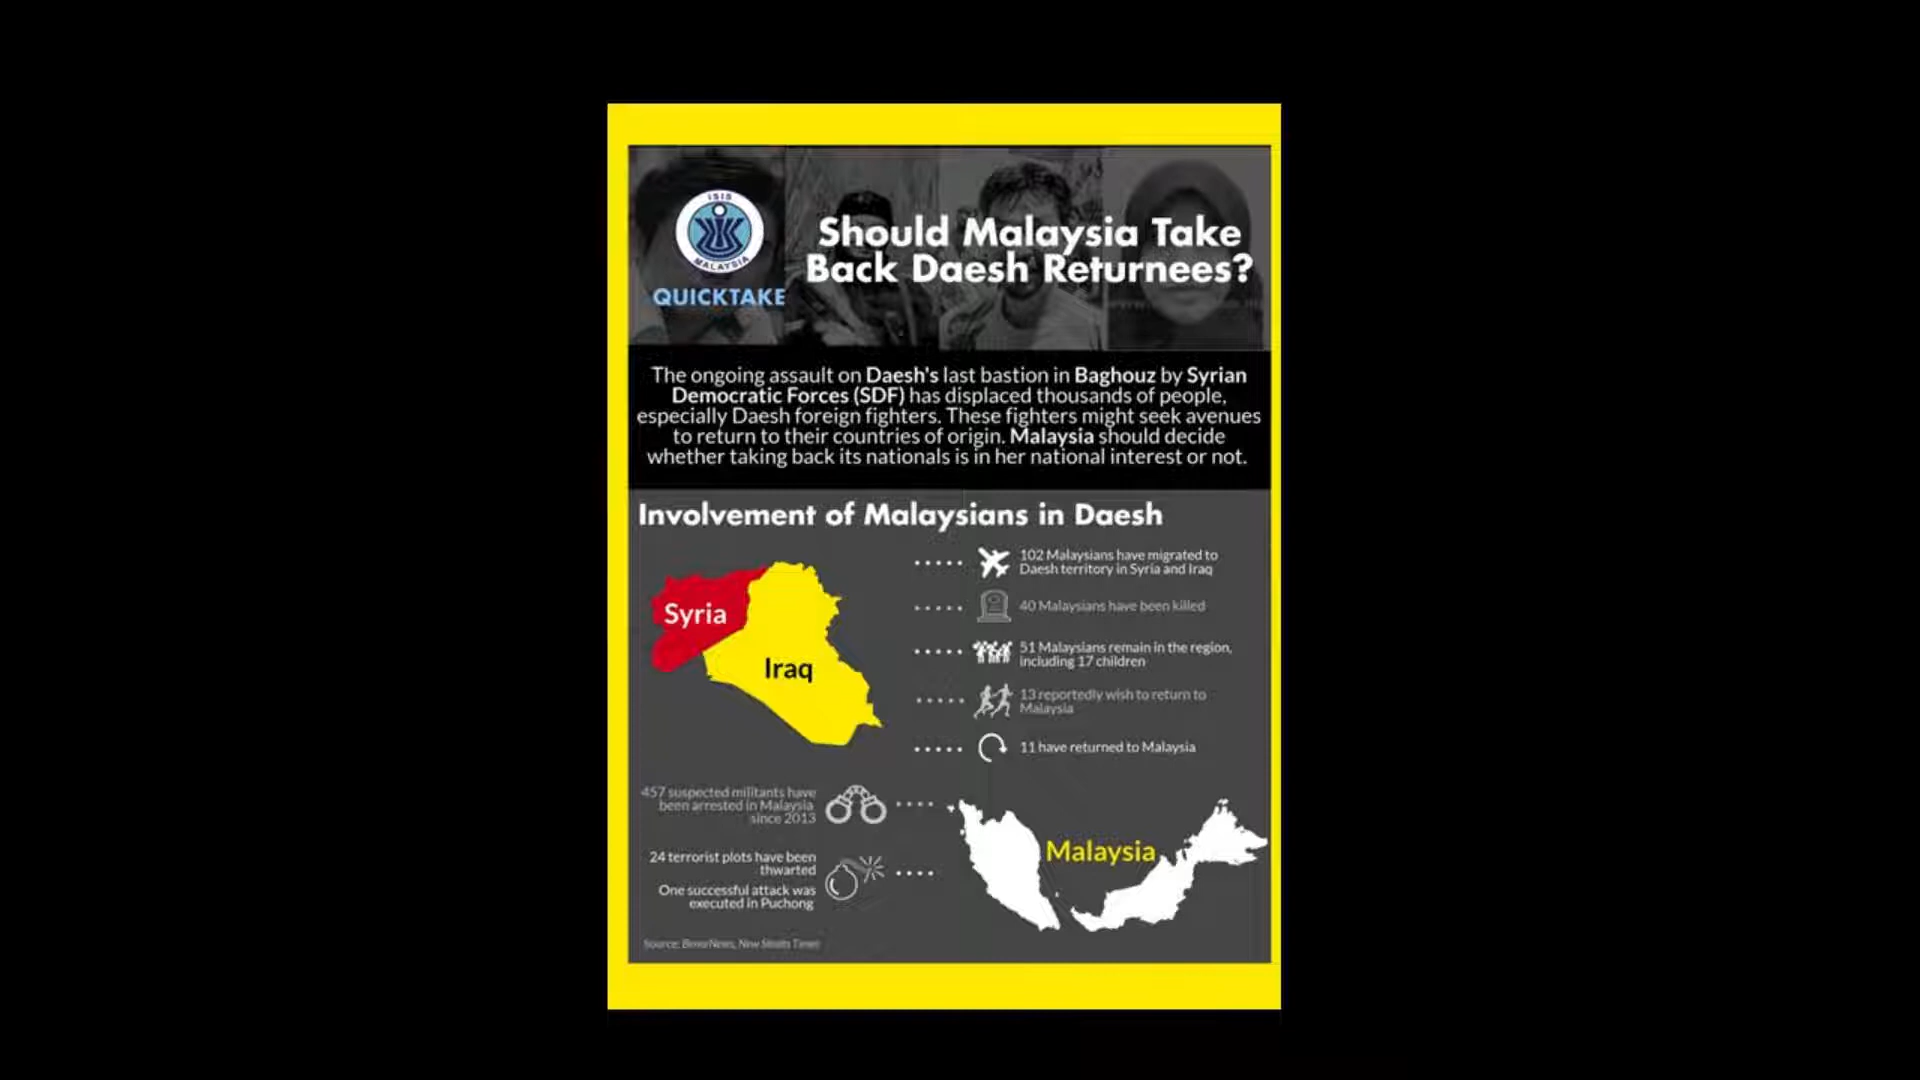 ISIS
MALAYSIA
QUICKTAKE
Should Malaysia Take
Back Daesh Returnees?
The ongoing assault on Daesh's last bastion in Baghouz by Syrian
Democratic Forces (SDF) has displaced thousands of people,
especially Daesh foreign fighters. These fighters might seek avenues
to return to their countries of origin. Malaysia should decide
whether taking back its nationals is in her national interest or not.
Involvement of Malaysians in Daesh
Syria
Iraq
102 Malaysians have migrated to
Daesh territory in Syria and Iraq
40 Malaysians have been killed
51 Malaysians remain in the region,
including 17 children
13 reportedly wish to return to
Malaysia
11 have returned to Malaysia
457 suspected militants have
been arrested in Malaysia
since 2013
24 terrorist plots have been
thwarted
One successful attack was
executed in Puchong
Malaysia
Source: BenarNews, New Straits Times